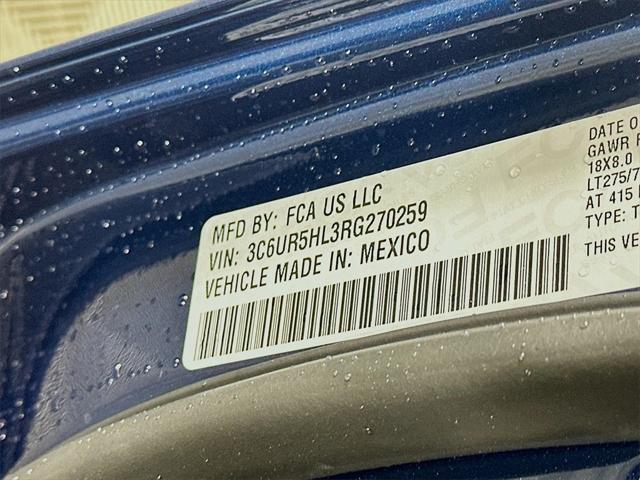 MFD BY: FCA US LLC
VIN: 3C6UR5HL3RG270259
VEHICLE MADE IN: MEXICO
DATE O
GAWR
18X8.0
LT275/7
AT 415
TYPE: T
THIS VE